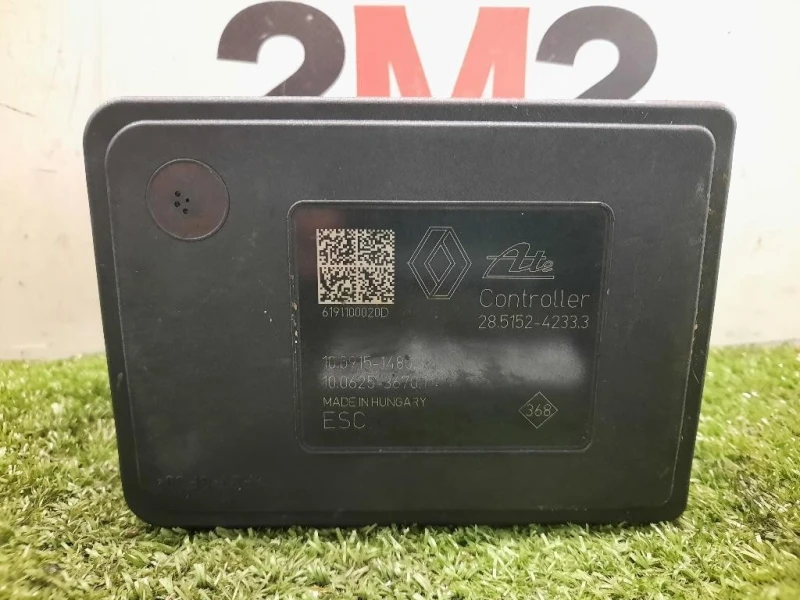 2M2
6191100020D
Ate
Controller
28.5152-4233.3
MADE IN HUNGARY
ESC
368